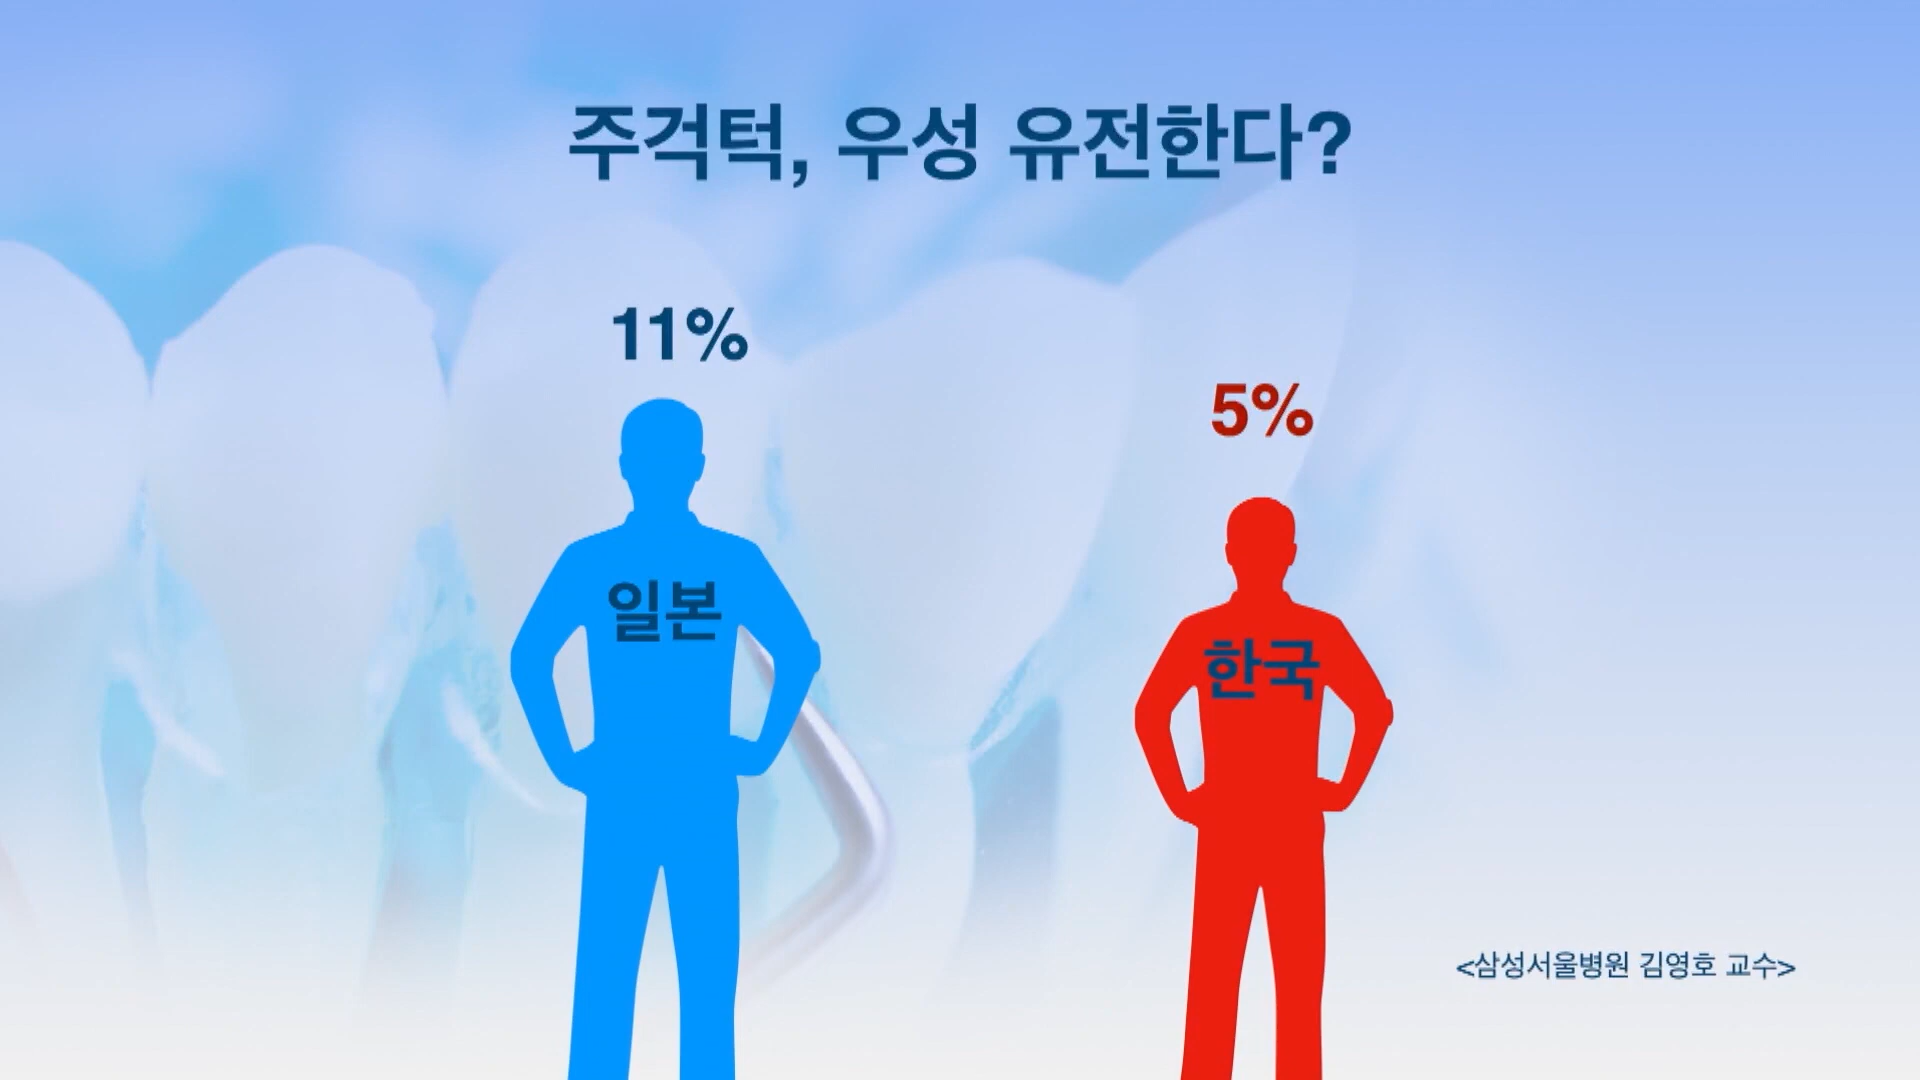 주걱턱, 우성 유전한다?
11%
5%
일본
한국
<삼성서울병원 김영호 교수>